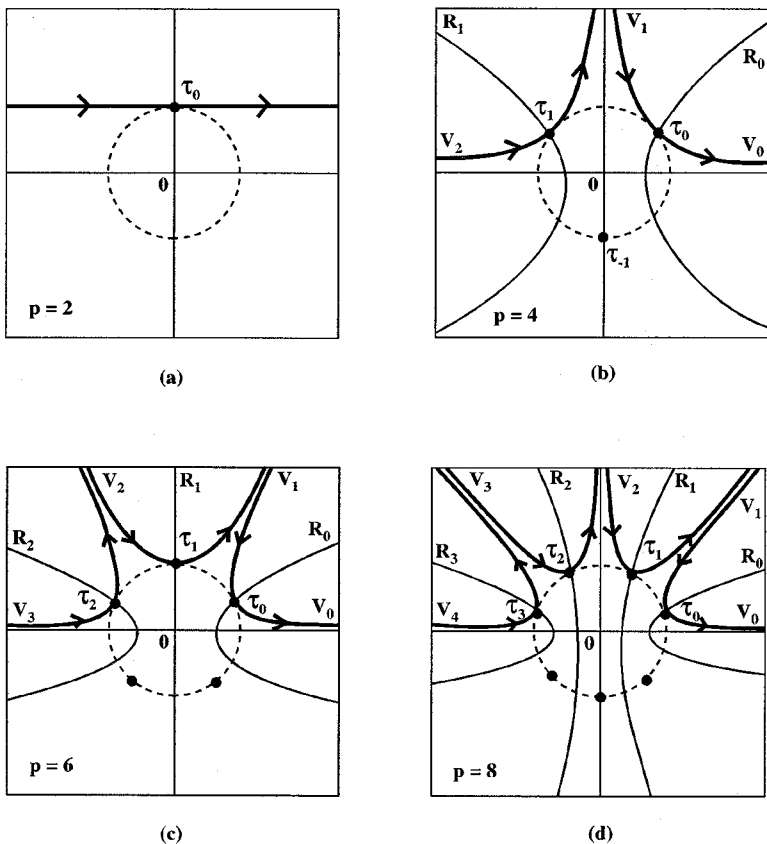 τ0
0
p = 2
(a)
R1 V1
R0
τ1 τ0
V2 V0
0
τ-1
p = 4
(b)
V2 R1 V1
R2 R0
τ1
V3 τ2 τ0 V0
0
p = 6
(c)
V3 R2 V2 R1
V1
R3 τ2 τ1 R0
V4 τ3 τ0 V0
0
p = 8
(d)